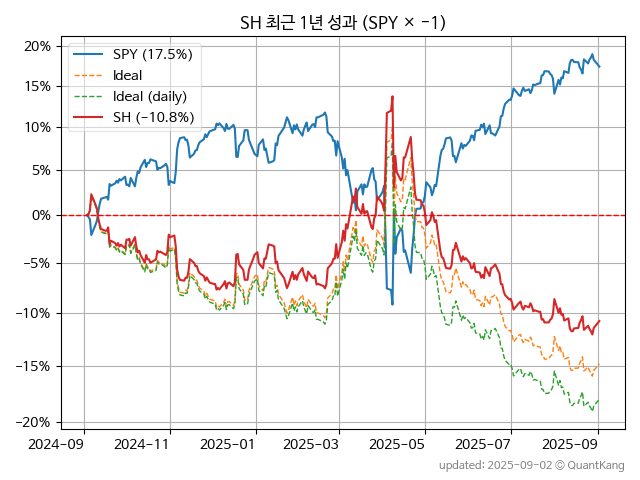 SH 최근 1년 성과 (SPY × −1)
SPY (17.5%)
Ideal
Ideal (daily)
SH (−10.8%)
20%
15%
10%
5%
0%
−5%
−10%
−15%
−20%
2024-09 2024-11 2025-01 2025-03 2025-05 2025-07 2025-09
updated: 2025-09-02 © QuantKang